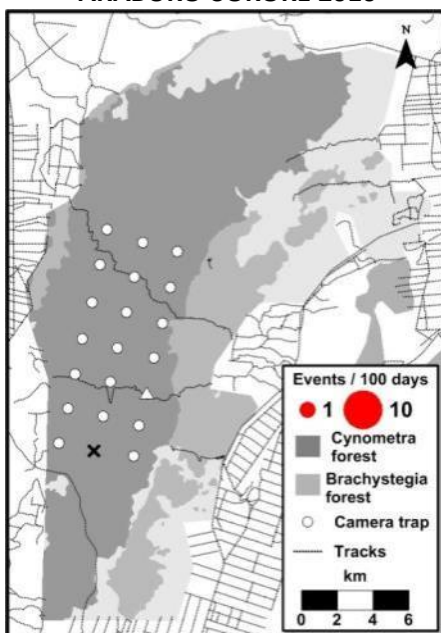 ARABUKO-SOKOKE
N
Events / 100 days
1 10
Cynometra
forest
Brachystegia
forest
Camera trap
Tracks
km
0 2 4 6